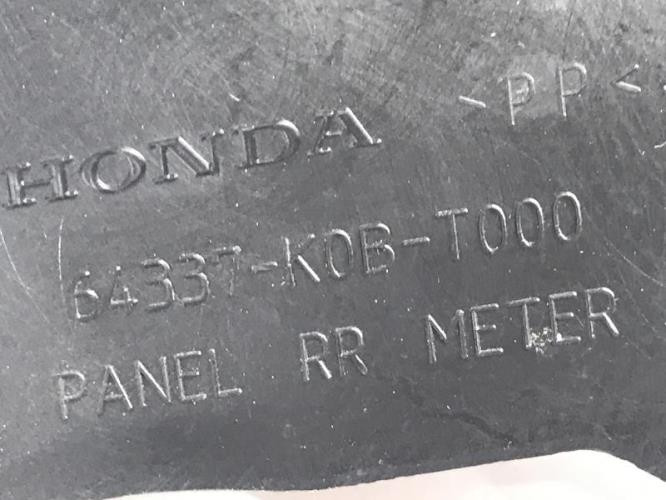 >PP<
HONDA
64337-K0B-T000
PANEL RR METER